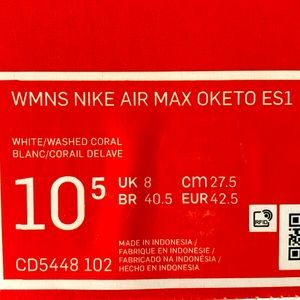 WMNS NIKE AIR MAX OKETO ES1
WHITE/WASHED CORAL
BLANC/CORAIL DELAVE
10⁵ UK 8 cm 27.5
BR 40.5 EUR 42.5
RFID
MADE IN INDONESIA /
FABRIQUE EN INDONESIE /
FABRICADO NA INDONÉSIA /
HECHO EN INDONESIA
CD5448 102